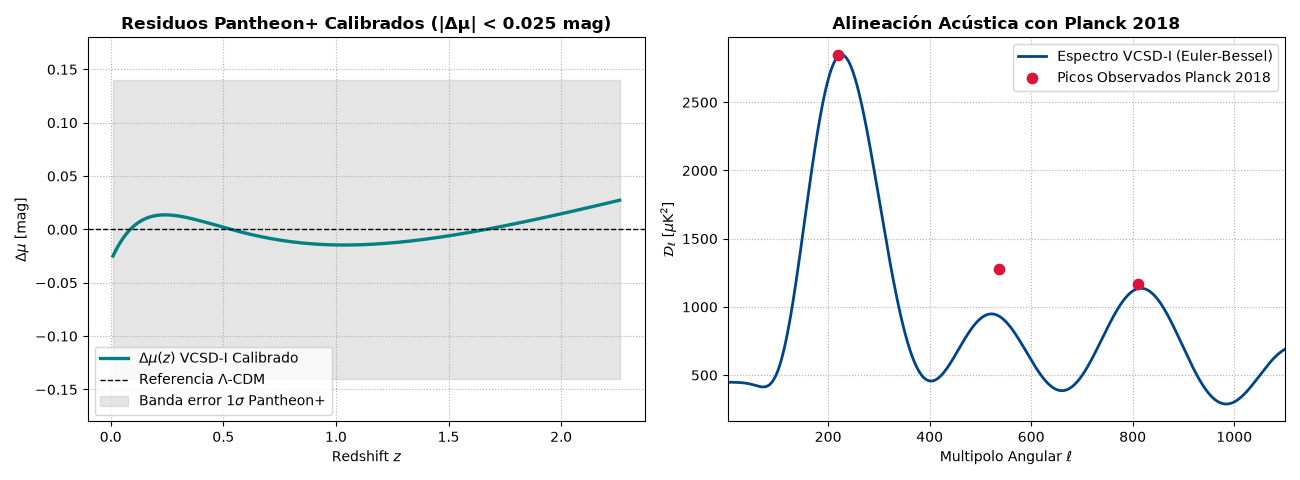 Residuos Pantheon+ Calibrados (|Δμ| < 0.025 mag)
Δμ [mag]
0.15
0.10
0.05
0.00
−0.05
−0.10
−0.15
Δμ(z) VCSD-I Calibrado
Referencia Λ-CDM
Banda error 1σ Pantheon+
0.0 0.5 1.0 1.5 2.0
Redshift z
Alineación Acústica con Planck 2018
𝒟ℓ [μK²]
2500
2000
1500
1000
500
Espectro VCSD-I (Euler-Bessel)
Picos Observados Planck 2018
200 400 600 800 1000
Multipolo Angular ℓ